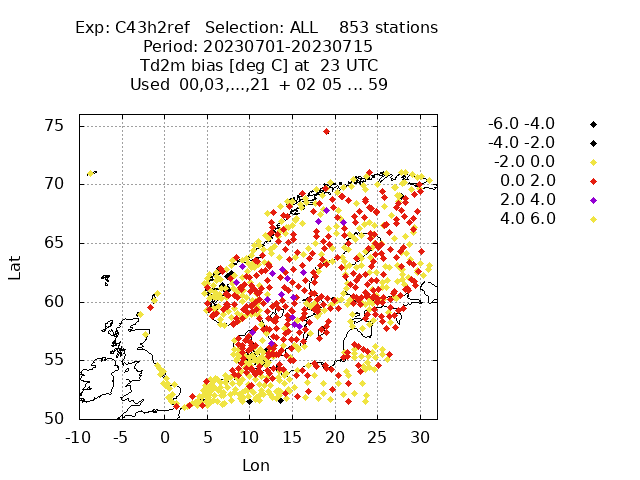 Exp: C43h2ref   Selection: ALL    853 stations
Period: 20230701-20230715
Td2m bias [deg C] at  23 UTC
Used  00,03,...,21  + 02 05 ... 59
-6.0 -4.0
-4.0 -2.0
-2.0 0.0
0.0 2.0
2.0 4.0
4.0 6.0
75
70
65
60
55
50
Lat
-10 -5 0 5 10 15 20 25 30
Lon